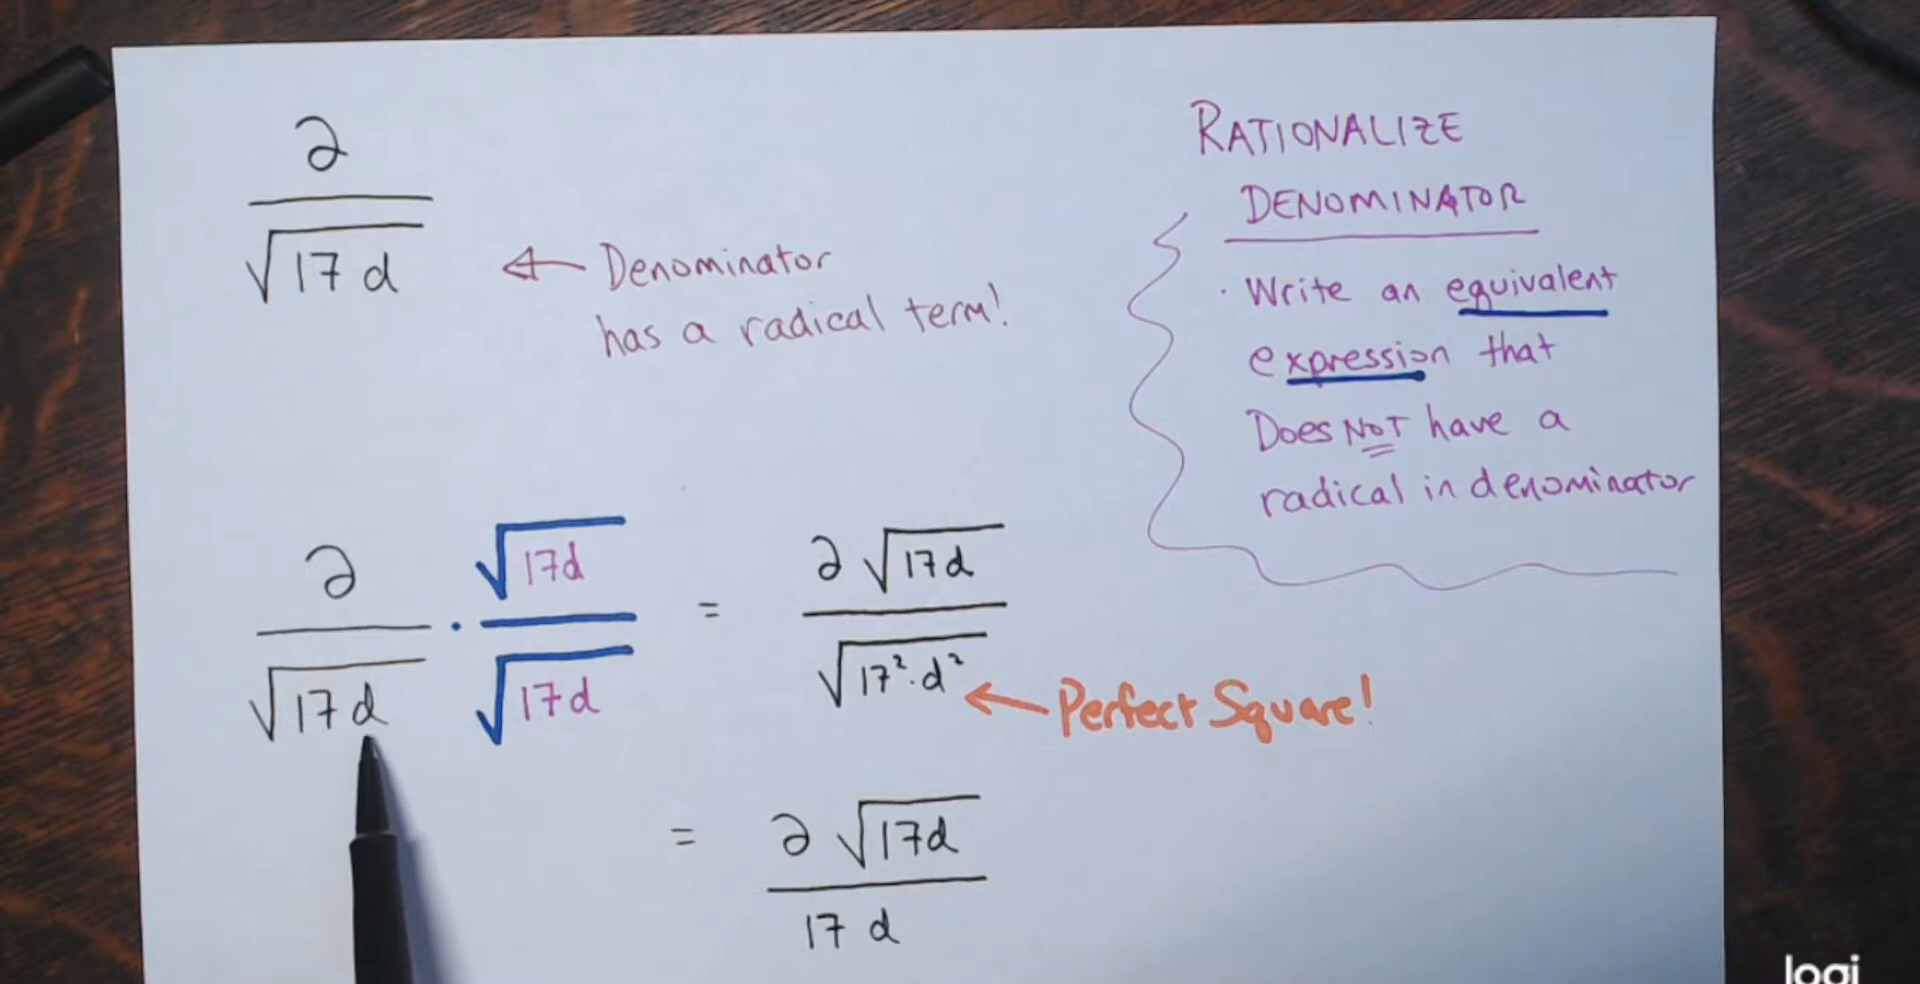 2
√17d
← Denominator
has a radical term!
RATIONALIZE
DENOMINATOR
· Write an equivalent
expression that
Does NOT have a
radical in denominator
2/√17d · √17d/√17d = 2√17d/√17²·d²
← Perfect Square!
= 2√17d/17d
logi